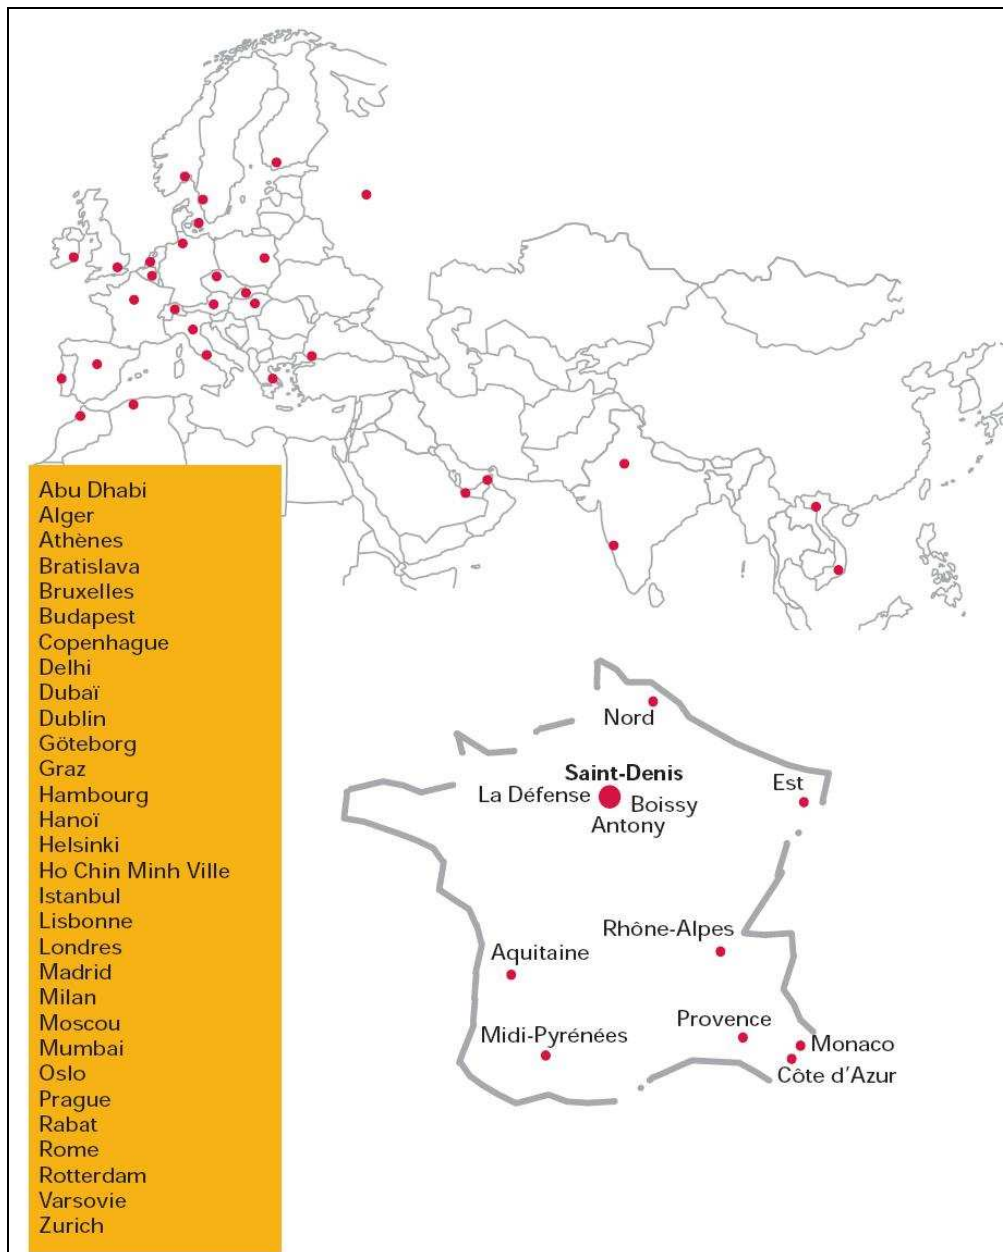 Abu Dhabi
Alger
Athènes
Bratislava
Bruxelles
Budapest
Copenhague
Delhi
Dubaï
Dublin
Göteborg
Graz
Hambourg
Hanoï
Helsinki
Ho Chin Minh Ville
Istanbul
Lisbonne
Londres
Madrid
Milan
Moscou
Mumbai
Oslo
Prague
Rabat
Rome
Rotterdam
Varsovie
Zurich
Nord
Saint-Denis
La Défense
Boissy
Antony
Est
Rhône-Alpes
Aquitaine
Provence
Midi-Pyrénées
Monaco
Côte d'Azur